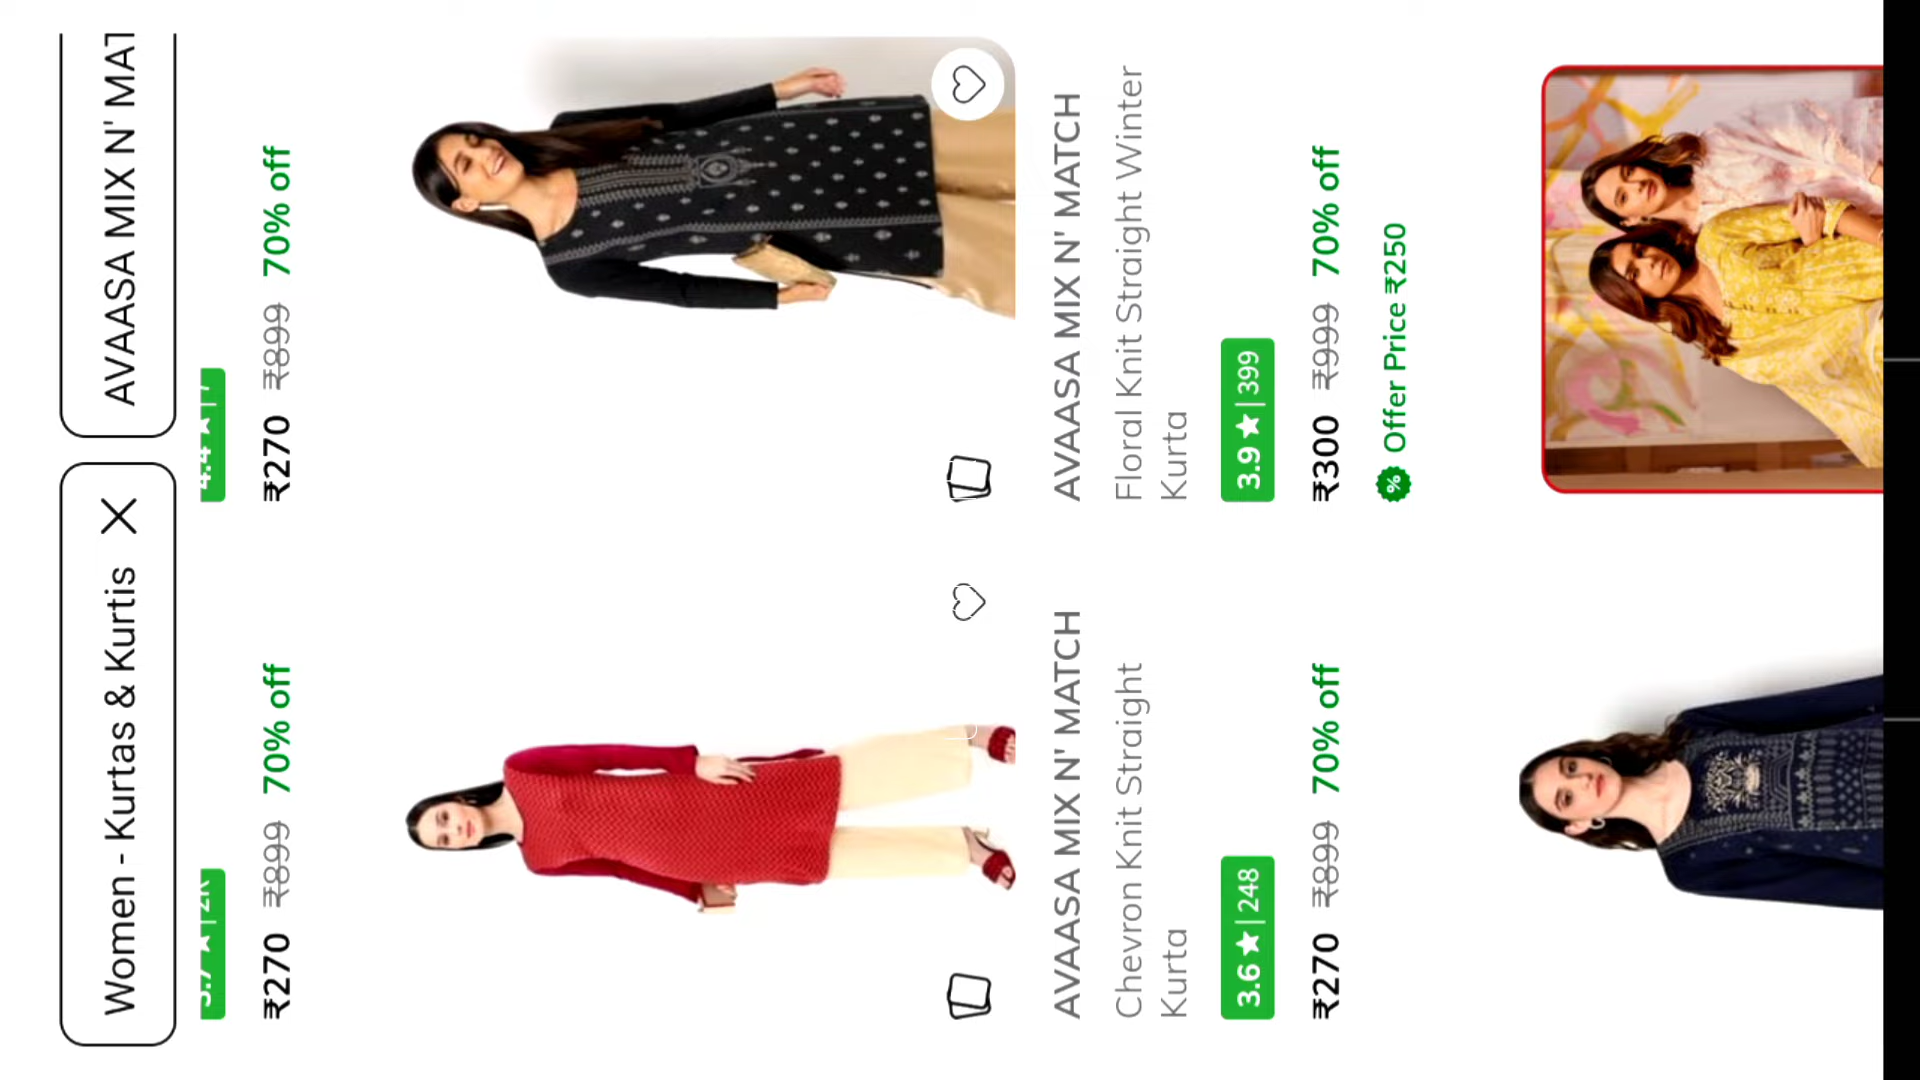 Women - Kurtas & Kurtis
AVAASA MIX N' MAT
₹270 ₹899 70% off
₹270 ₹899 70% off
AVAASA MIX N' MATCH
Chevron Knit Straight
Kurta
3.6 ★ | 248
₹270 ₹899 70% off
AVAASA MIX N' MATCH
Floral Knit Straight Winter
Kurta
3.9 ★ | 399
₹300 ₹999 70% off
% Offer Price ₹250